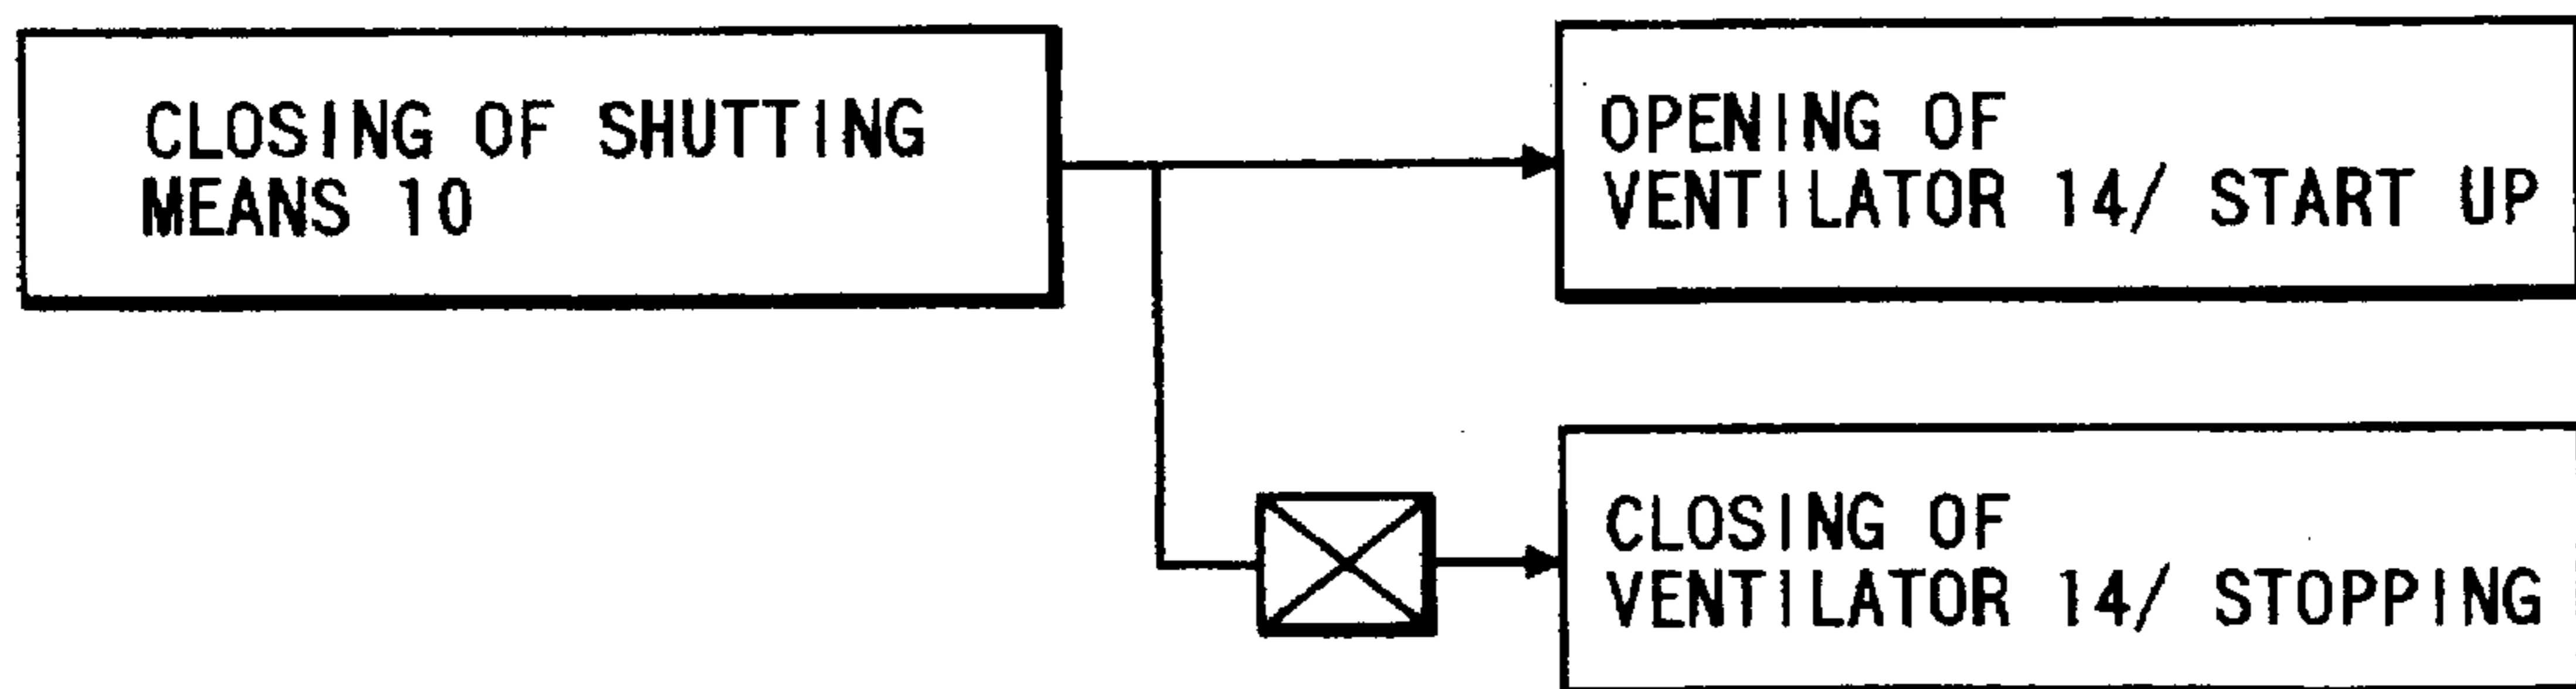 CLOSING OF SHUTTING
MEANS 10
OPENING OF
VENTILATOR 14/ START UP
CLOSING OF
VENTILATOR 14/ STOPPING